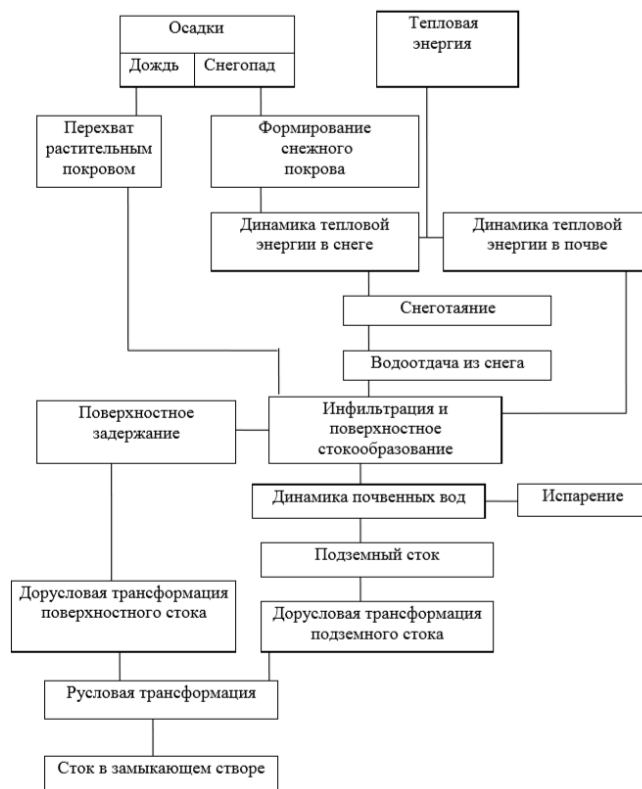 Осадки
Тепловая
энергия
Дождь
Снегопад
Перехват
растительным
покровом
Формирование
снежного
покрова
Динамика тепловой
энергии в снеге
Динамика тепловой
энергии в почве
Снеготаяние
Водоотдача из снега
Поверхностное
задержание
Инфильтрация и
поверхностное
стокообразование
Динамика почвенных вод
Испарение
Подземный сток
Дорусловая трансформация
поверхностного стока
Дорусловая трансформация
подземного стока
Русловая трансформация
Сток в замыкающем створе